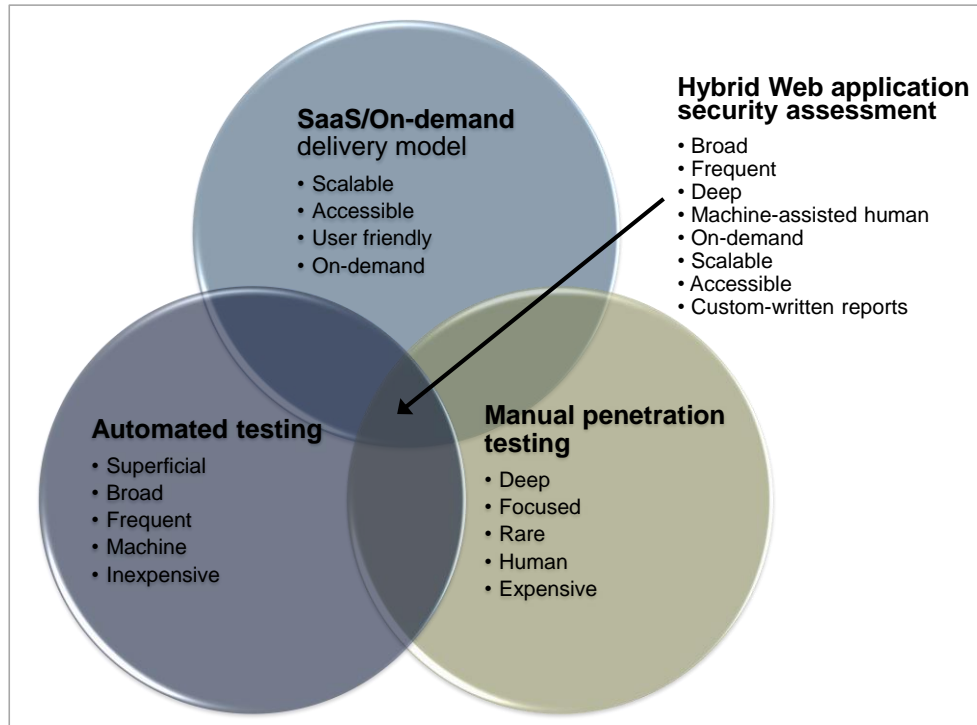 SaaS/On-demand
delivery model
• Scalable
• Accessible
• User friendly
• On-demand
Hybrid Web application
security assessment
• Broad
• Frequent
• Deep
• Machine-assisted human
• On-demand
• Scalable
• Accessible
• Custom-written reports
Automated testing
• Superficial
• Broad
• Frequent
• Machine
• Inexpensive
Manual penetration
testing
• Deep
• Focused
• Rare
• Human
• Expensive